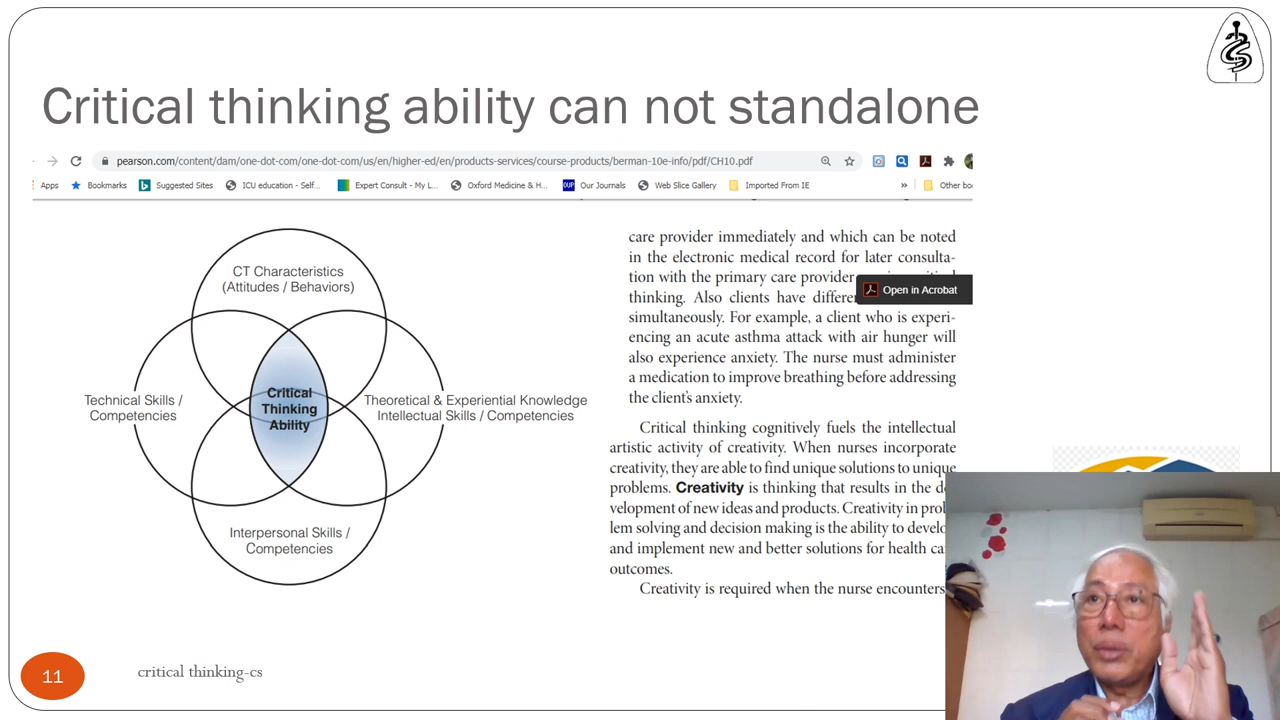 Critical thinking ability can not standalone
pearson.com/content/dam/one-dot-com/one-dot-com/us/en/higher-ed/en/products-services/course-products/berman-10e-info/pdf/CH10.pdf
Apps Bookmarks Suggested Sites ICU education - Self... Expert Consult - My L... Oxford Medicine & H... OUP Our Journals Web Slice Gallery Imported From IE » Other bo
CT Characteristics
(Attitudes / Behaviors)
Technical Skills /
Competencies
Critical
Thinking
Ability
Theoretical & Experiential Knowledge
Intellectual Skills / Competencies
Interpersonal Skills /
Competencies
care provider immediately and which can be noted
in the electronic medical record for later consulta-
tion with the primary care provider
thinking. Also clients have differe
Open in Acrobat
simultaneously. For example, a client who is experi-
encing an acute asthma attack with air hunger will
also experience anxiety. The nurse must administer
a medication to improve breathing before addressing
the client's anxiety.
Critical thinking cognitively fuels the intellectual
artistic activity of creativity. When nurses incorporate
creativity, they are able to find unique solutions to unique
problems. Creativity is thinking that results in the de
velopment of new ideas and products. Creativity in prob
lem solving and decision making is the ability to develo
and implement new and better solutions for health ca
outcomes.
Creativity is required when the nurse encounters
11
critical thinking-cs